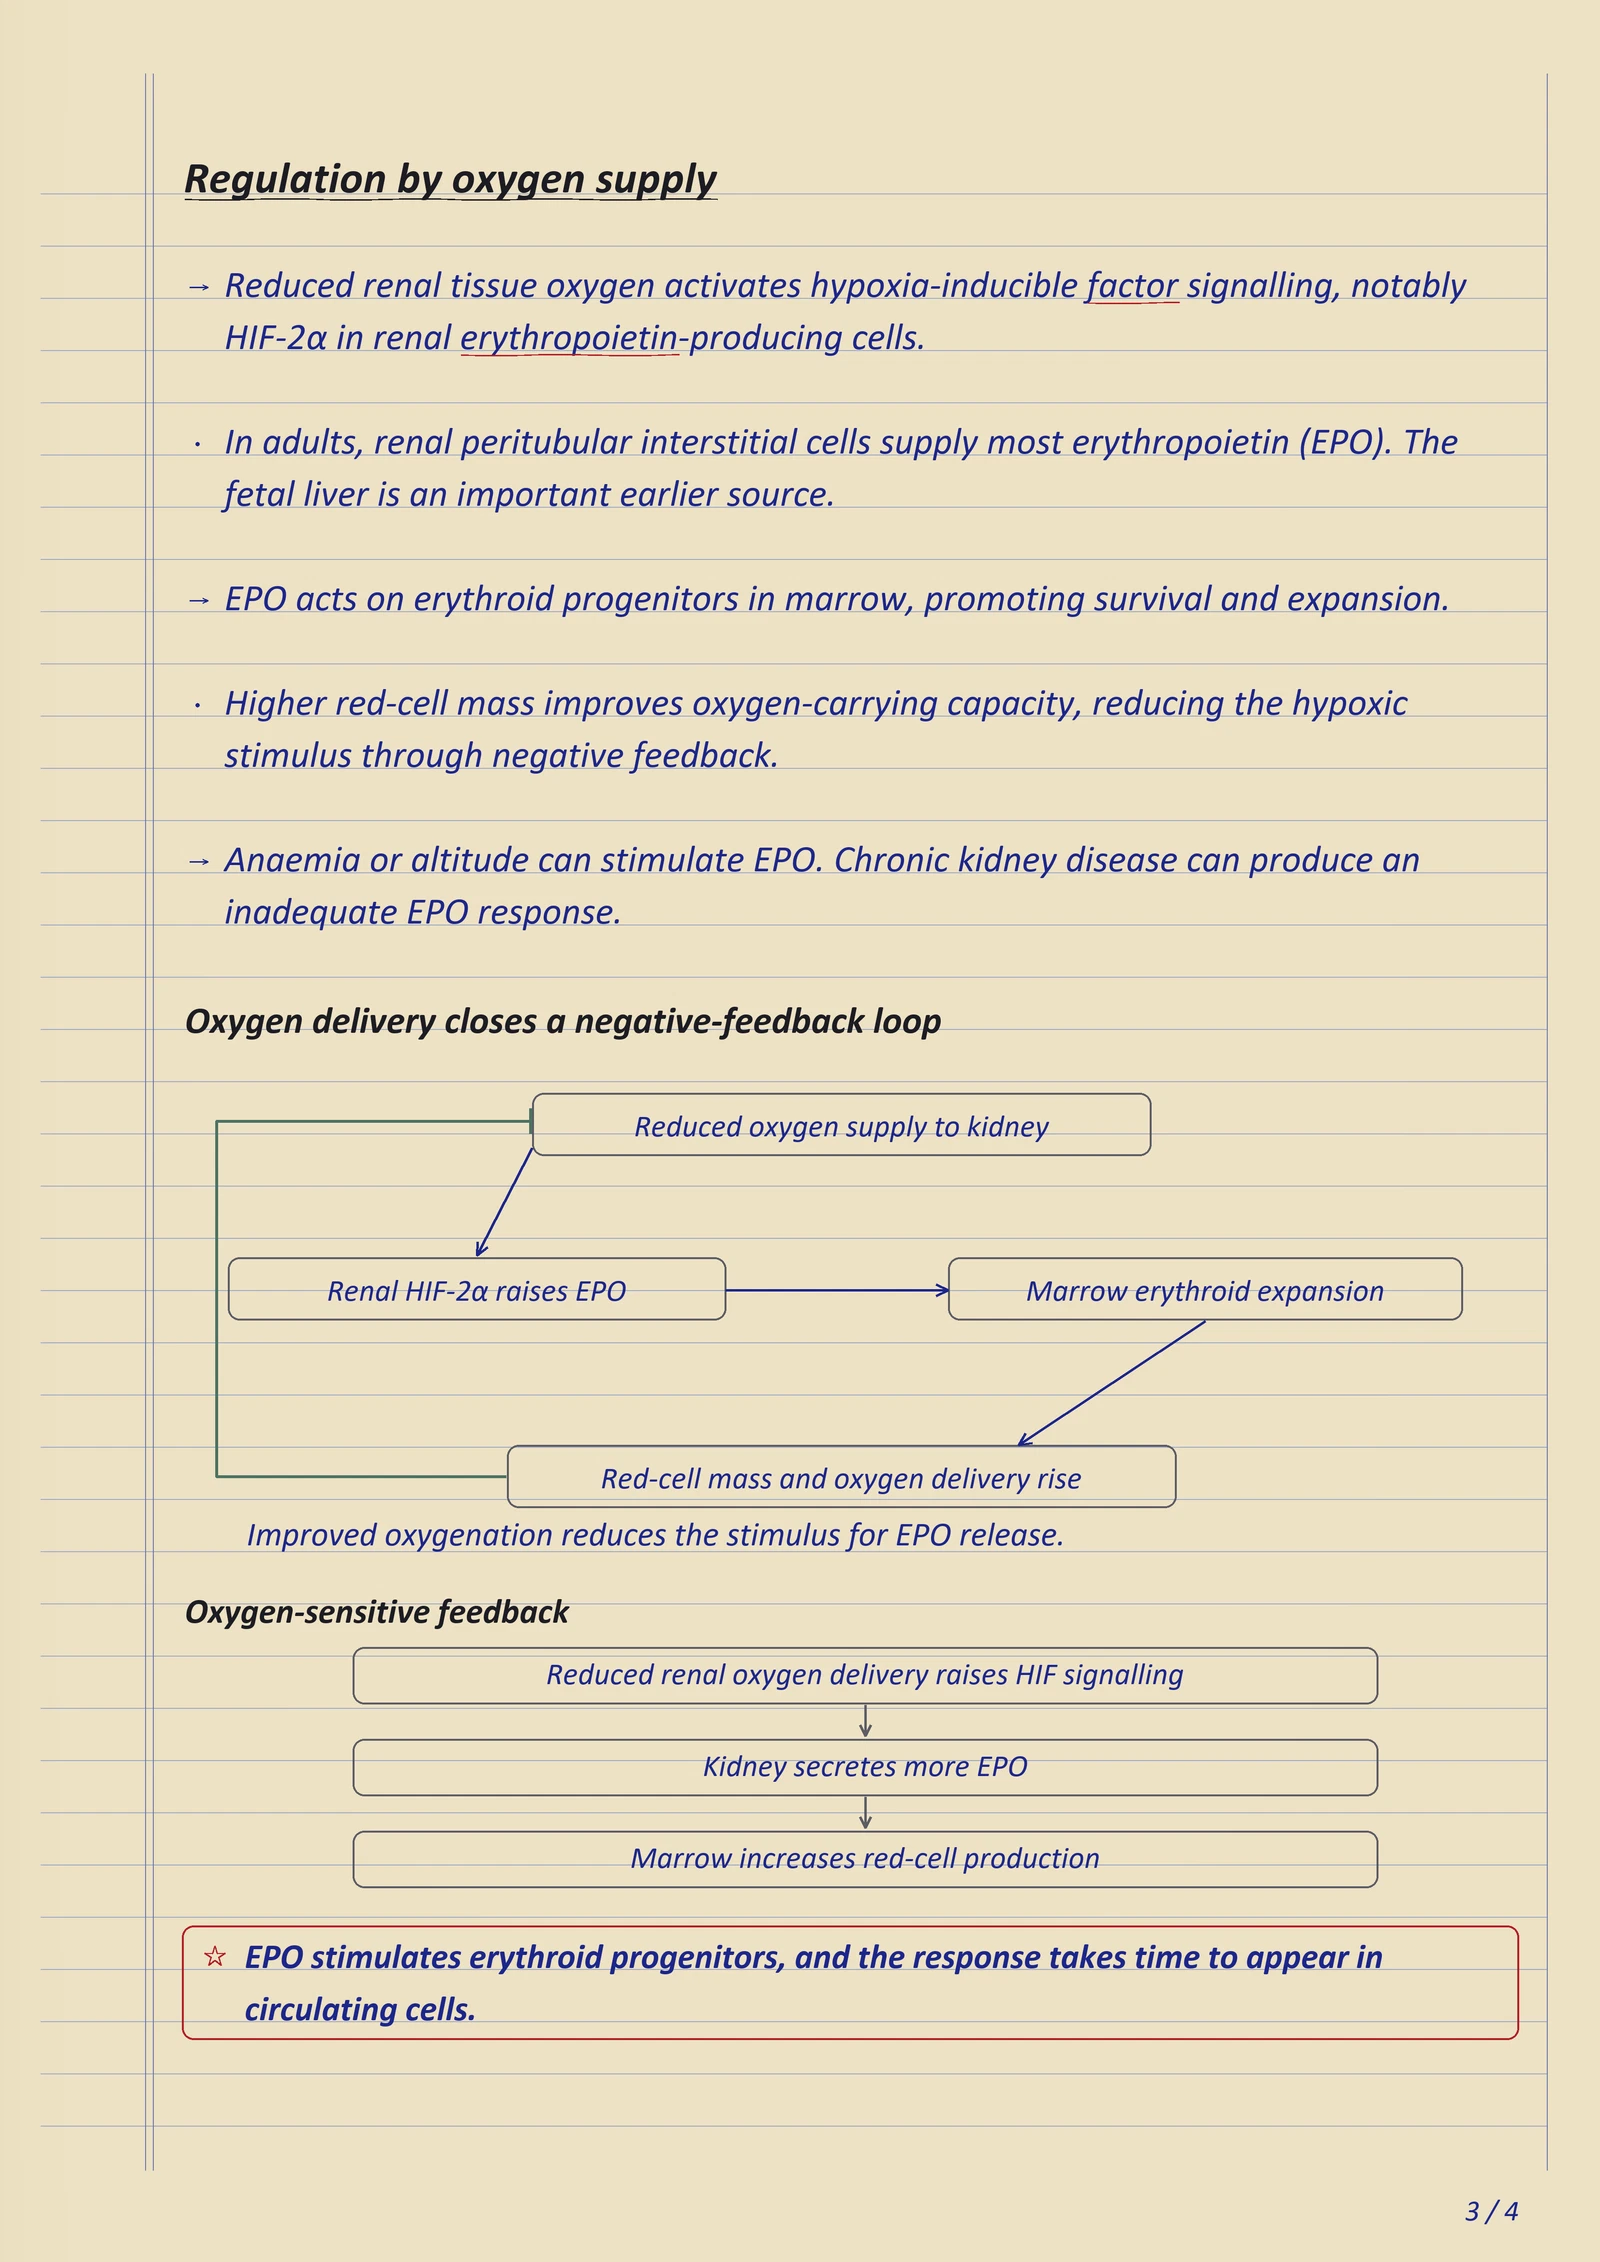 Regulation by oxygen supply
→ Reduced renal tissue oxygen activates hypoxia-inducible factor signalling, notably
HIF-2α in renal erythropoietin-producing cells.
· In adults, renal peritubular interstitial cells supply most erythropoietin (EPO). The
fetal liver is an important earlier source.
→ EPO acts on erythroid progenitors in marrow, promoting survival and expansion.
· Higher red-cell mass improves oxygen-carrying capacity, reducing the hypoxic
stimulus through negative feedback.
→ Anaemia or altitude can stimulate EPO. Chronic kidney disease can produce an
inadequate EPO response.
Oxygen delivery closes a negative-feedback loop
Reduced oxygen supply to kidney
Renal HIF-2α raises EPO
Marrow erythroid expansion
Red-cell mass and oxygen delivery rise
Improved oxygenation reduces the stimulus for EPO release.
Oxygen-sensitive feedback
Reduced renal oxygen delivery raises HIF signalling
Kidney secretes more EPO
Marrow increases red-cell production
☆ EPO stimulates erythroid progenitors, and the response takes time to appear in
circulating cells.
3 / 4